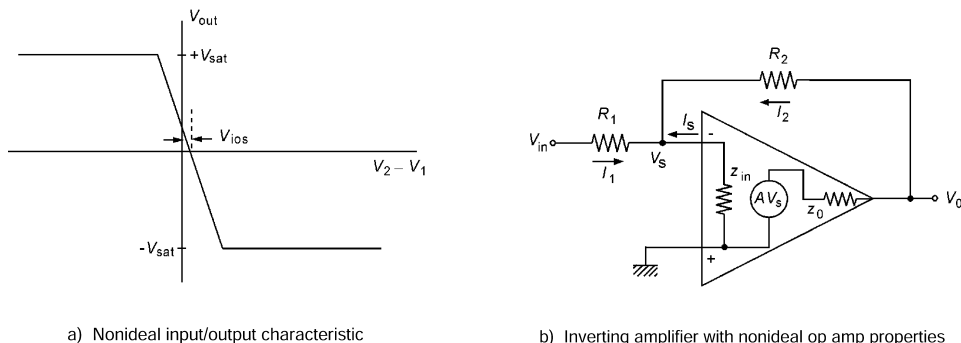 V_out
+V_sat
V_ios
V_2 – V_1
-V_sat
a) Nonideal input/output characteristic
R_2
I_2
R_1
I_s
-
V_in
V_s
I_1
z_in
AV_s
z_0
V_0
+
b) Inverting amplifier with nonideal op amp properties